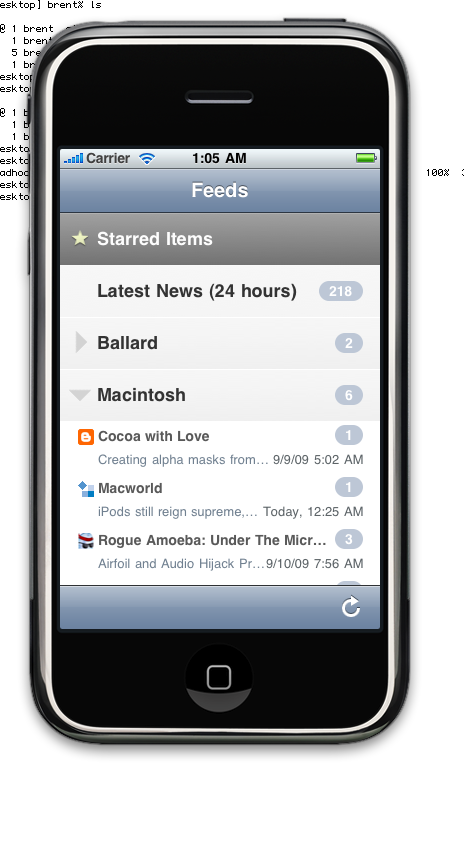 esktop] brent% ls
@ 1 brent
1 brent
5 b
1 br
esktop
esktop
@ 1 b
1 b
1 b
esktop
esktop
adhoc 100% 3
esktop
esktop
Carrier 1:05 AM
Feeds
Starred Items
Latest News (24 hours) 218
Ballard 2
Macintosh 6
Cocoa with Love 1
Creating alpha masks from... 9/9/09 5:02 AM
Macworld 1
iPods still reign supreme,... Today, 12:25 AM
Rogue Amoeba: Under The Micr... 3
Airfoil and Audio Hijack Pr... 9/10/09 7:56 AM